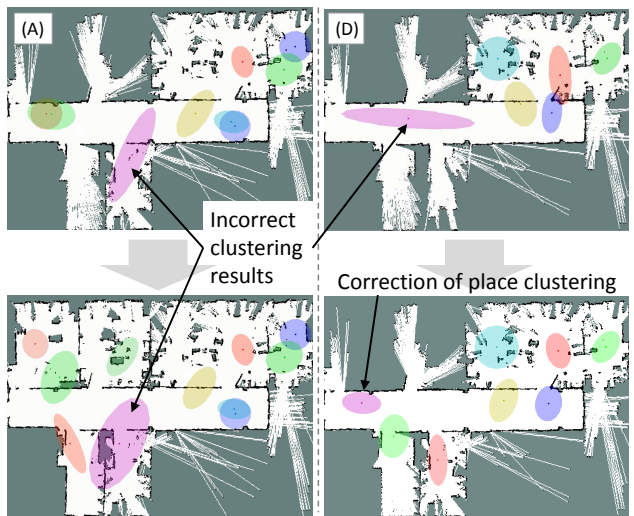 (A)
(D)
Incorrect
clustering
results
Correction of place clustering